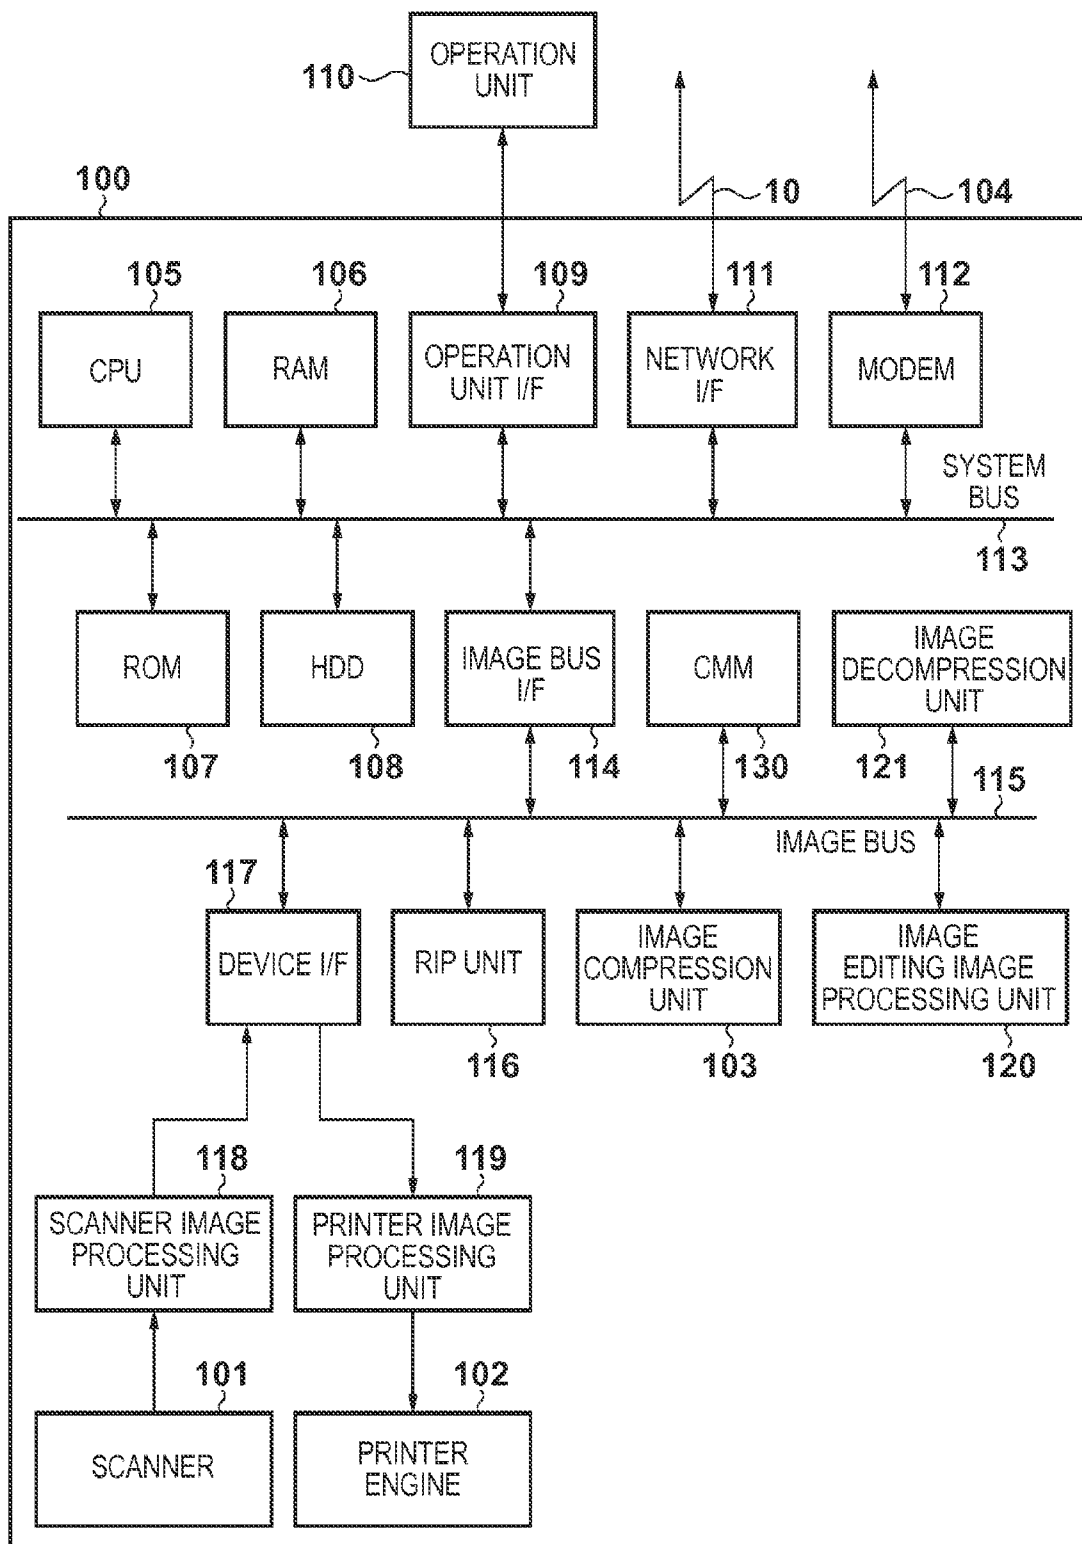 OPERATION
UNIT
110
100
10
104
105
106
109
111
112
CPU
RAM
OPERATION
UNIT I/F
NETWORK
I/F
MODEM
SYSTEM
BUS
113
ROM
HDD
IMAGE BUS
I/F
CMM
IMAGE
DECOMPRESSION
UNIT
107
108
114
130
121
115
IMAGE BUS
117
DEVICE I/F
RIP UNIT
IMAGE
COMPRESSION
UNIT
IMAGE
EDITING IMAGE
PROCESSING UNIT
116
103
120
118
119
SCANNER IMAGE
PROCESSING
UNIT
PRINTER IMAGE
PROCESSING
UNIT
101
102
SCANNER
PRINTER
ENGINE